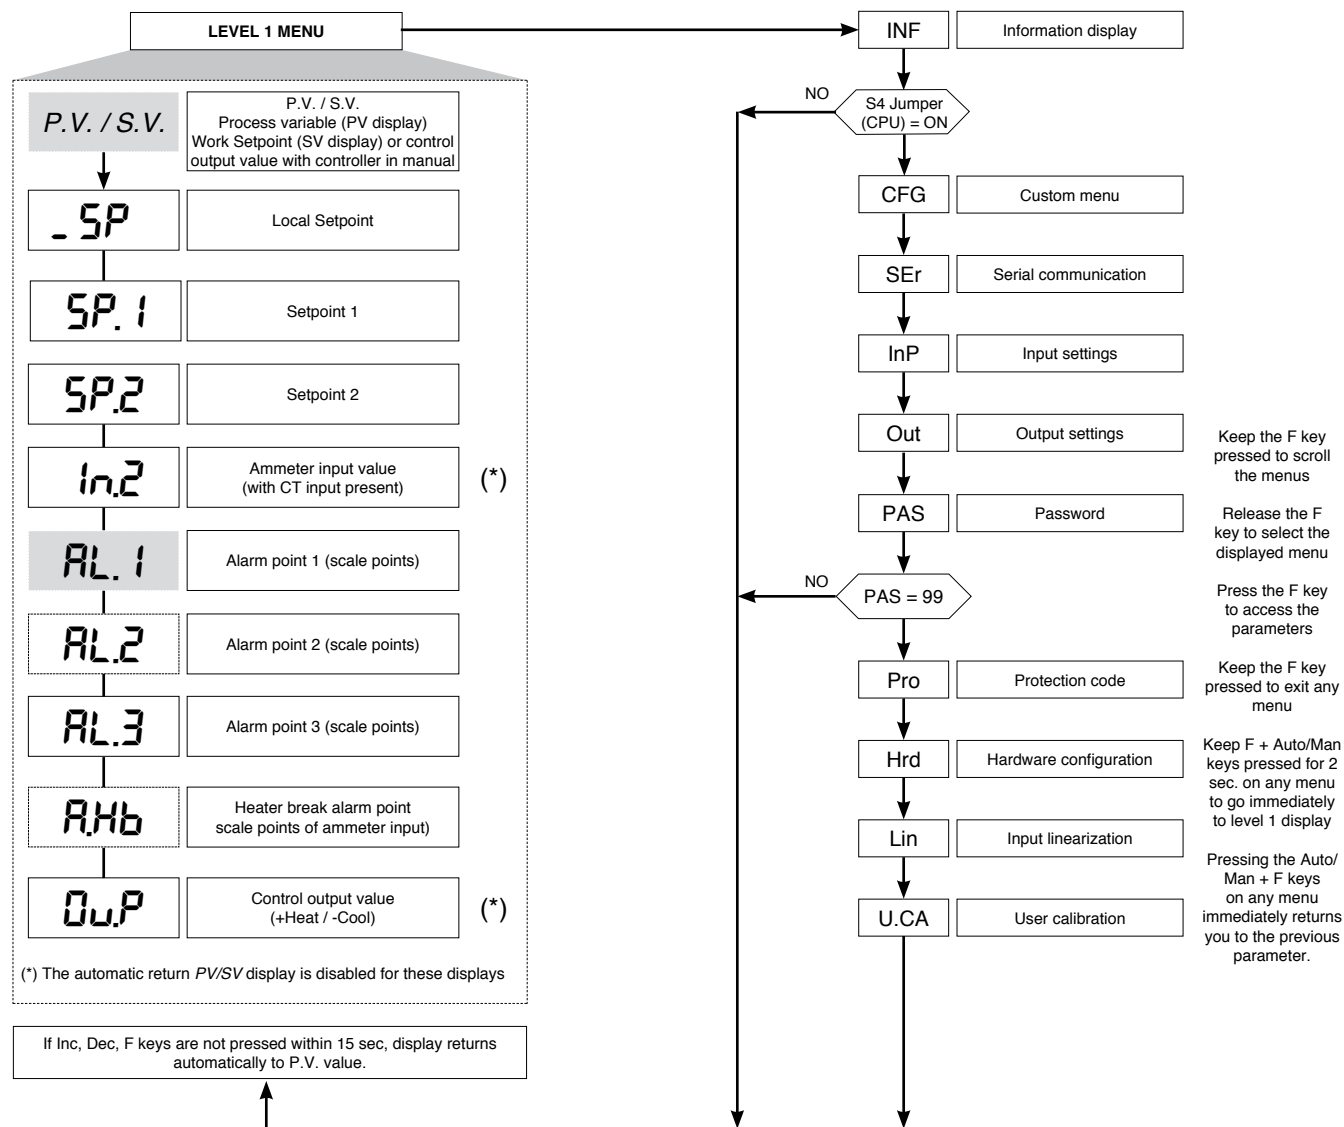 LEVEL 1 MENU
P.V. / S.V.
P.V. / S.V.
Process variable (PV display)
Work Setpoint (SV display) or control
output value with controller in manual
_ SP
Local Setpoint
SP. 1
Setpoint 1
SP.2
Setpoint 2
In.2
Ammeter input value
(with CT input present)
(*)
AL. 1
Alarm point 1 (scale points)
AL.2
Alarm point 2 (scale points)
AL.3
Alarm point 3 (scale points)
A.Hb
Heater break alarm point
scale points of ammeter input)
Ou.P
Control output value
(+Heat / -Cool)
(*)
(*) The automatic return PV/SV display is disabled for these displays
If Inc, Dec, F keys are not pressed within 15 sec, display returns
automatically to P.V. value.
INF
Information display
NO
S4 Jumper
(CPU) = ON
CFG
Custom menu
SEr
Serial communication
InP
Input settings
Out
Output settings
PAS
Password
NO
PAS = 99
Pro
Protection code
Hrd
Hardware configuration
Lin
Input linearization
U.CA
User calibration
Keep the F key
pressed to scroll
the menus
Release the F
key to select the
displayed menu
Press the F key
to access the
parameters
Keep the F key
pressed to exit any
menu
Keep F + Auto/Man
keys pressed for 2
sec. on any menu
to go immediately
to level 1 display
Pressing the Auto/
Man + F keys
on any menu
immediately returns
you to the previous
parameter.